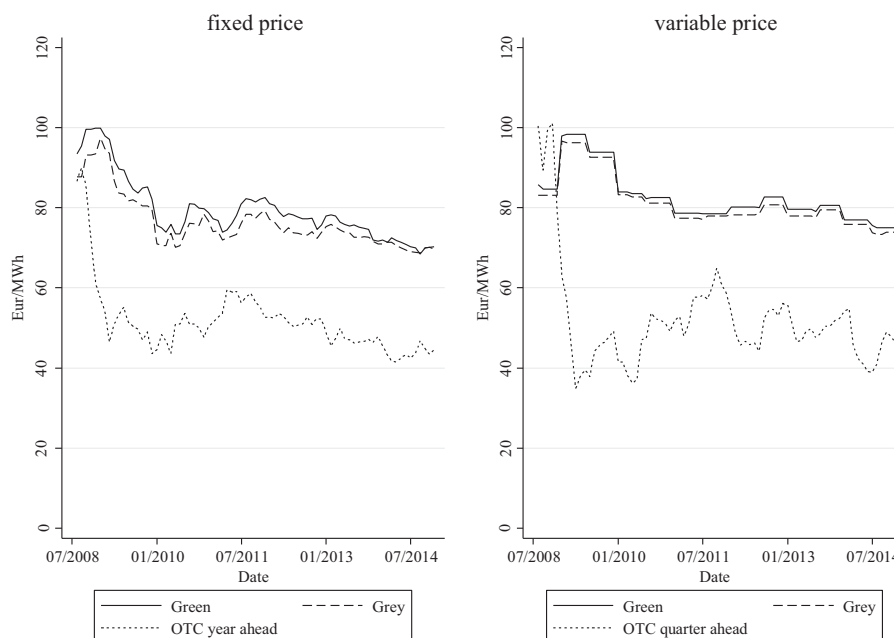 fixed price
120
100
80
60
40
20
0
Eur/MWh
07/2008 01/2010 07/2011 01/2013 07/2014
Date
Green Grey
OTC year ahead
variable price
120
100
80
60
40
20
0
Eur/MWh
07/2008 01/2010 07/2011 01/2013 07/2014
Date
Green Grey
OTC quarter ahead